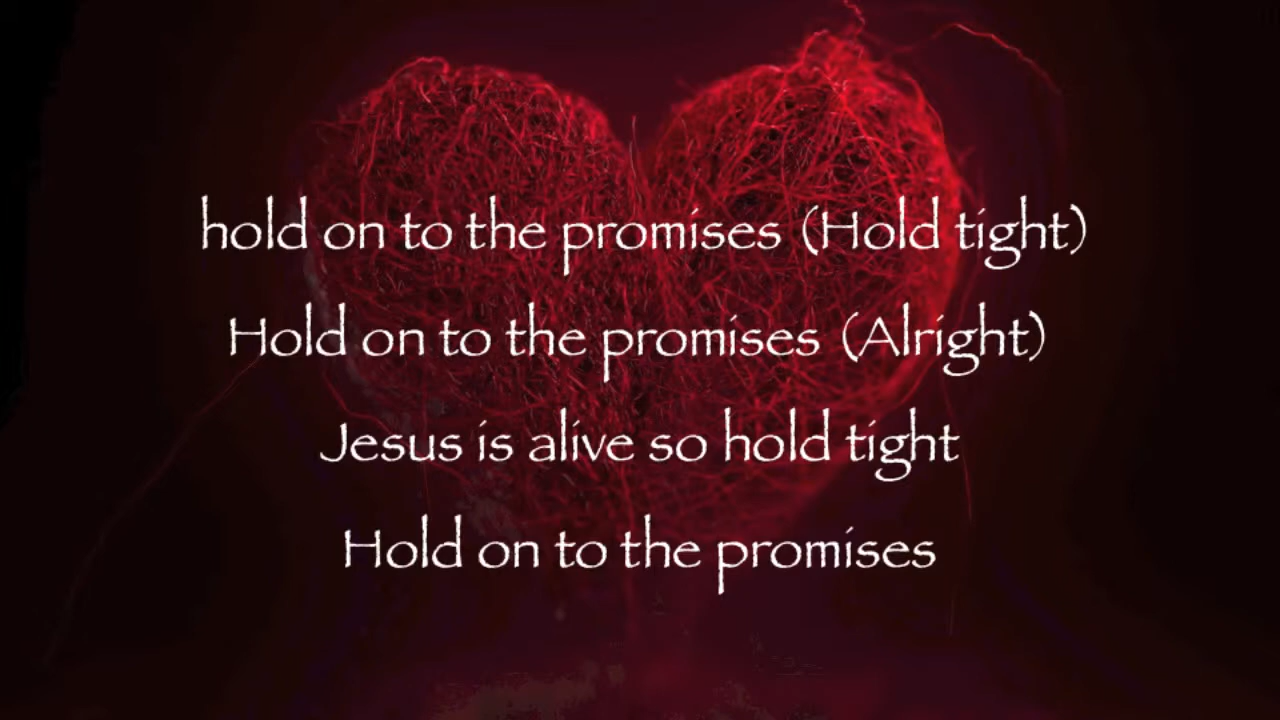 hold on to the promises (Hold tight)
Hold on to the promises (Alright)
Jesus is alive so hold tight
Hold on to the promises